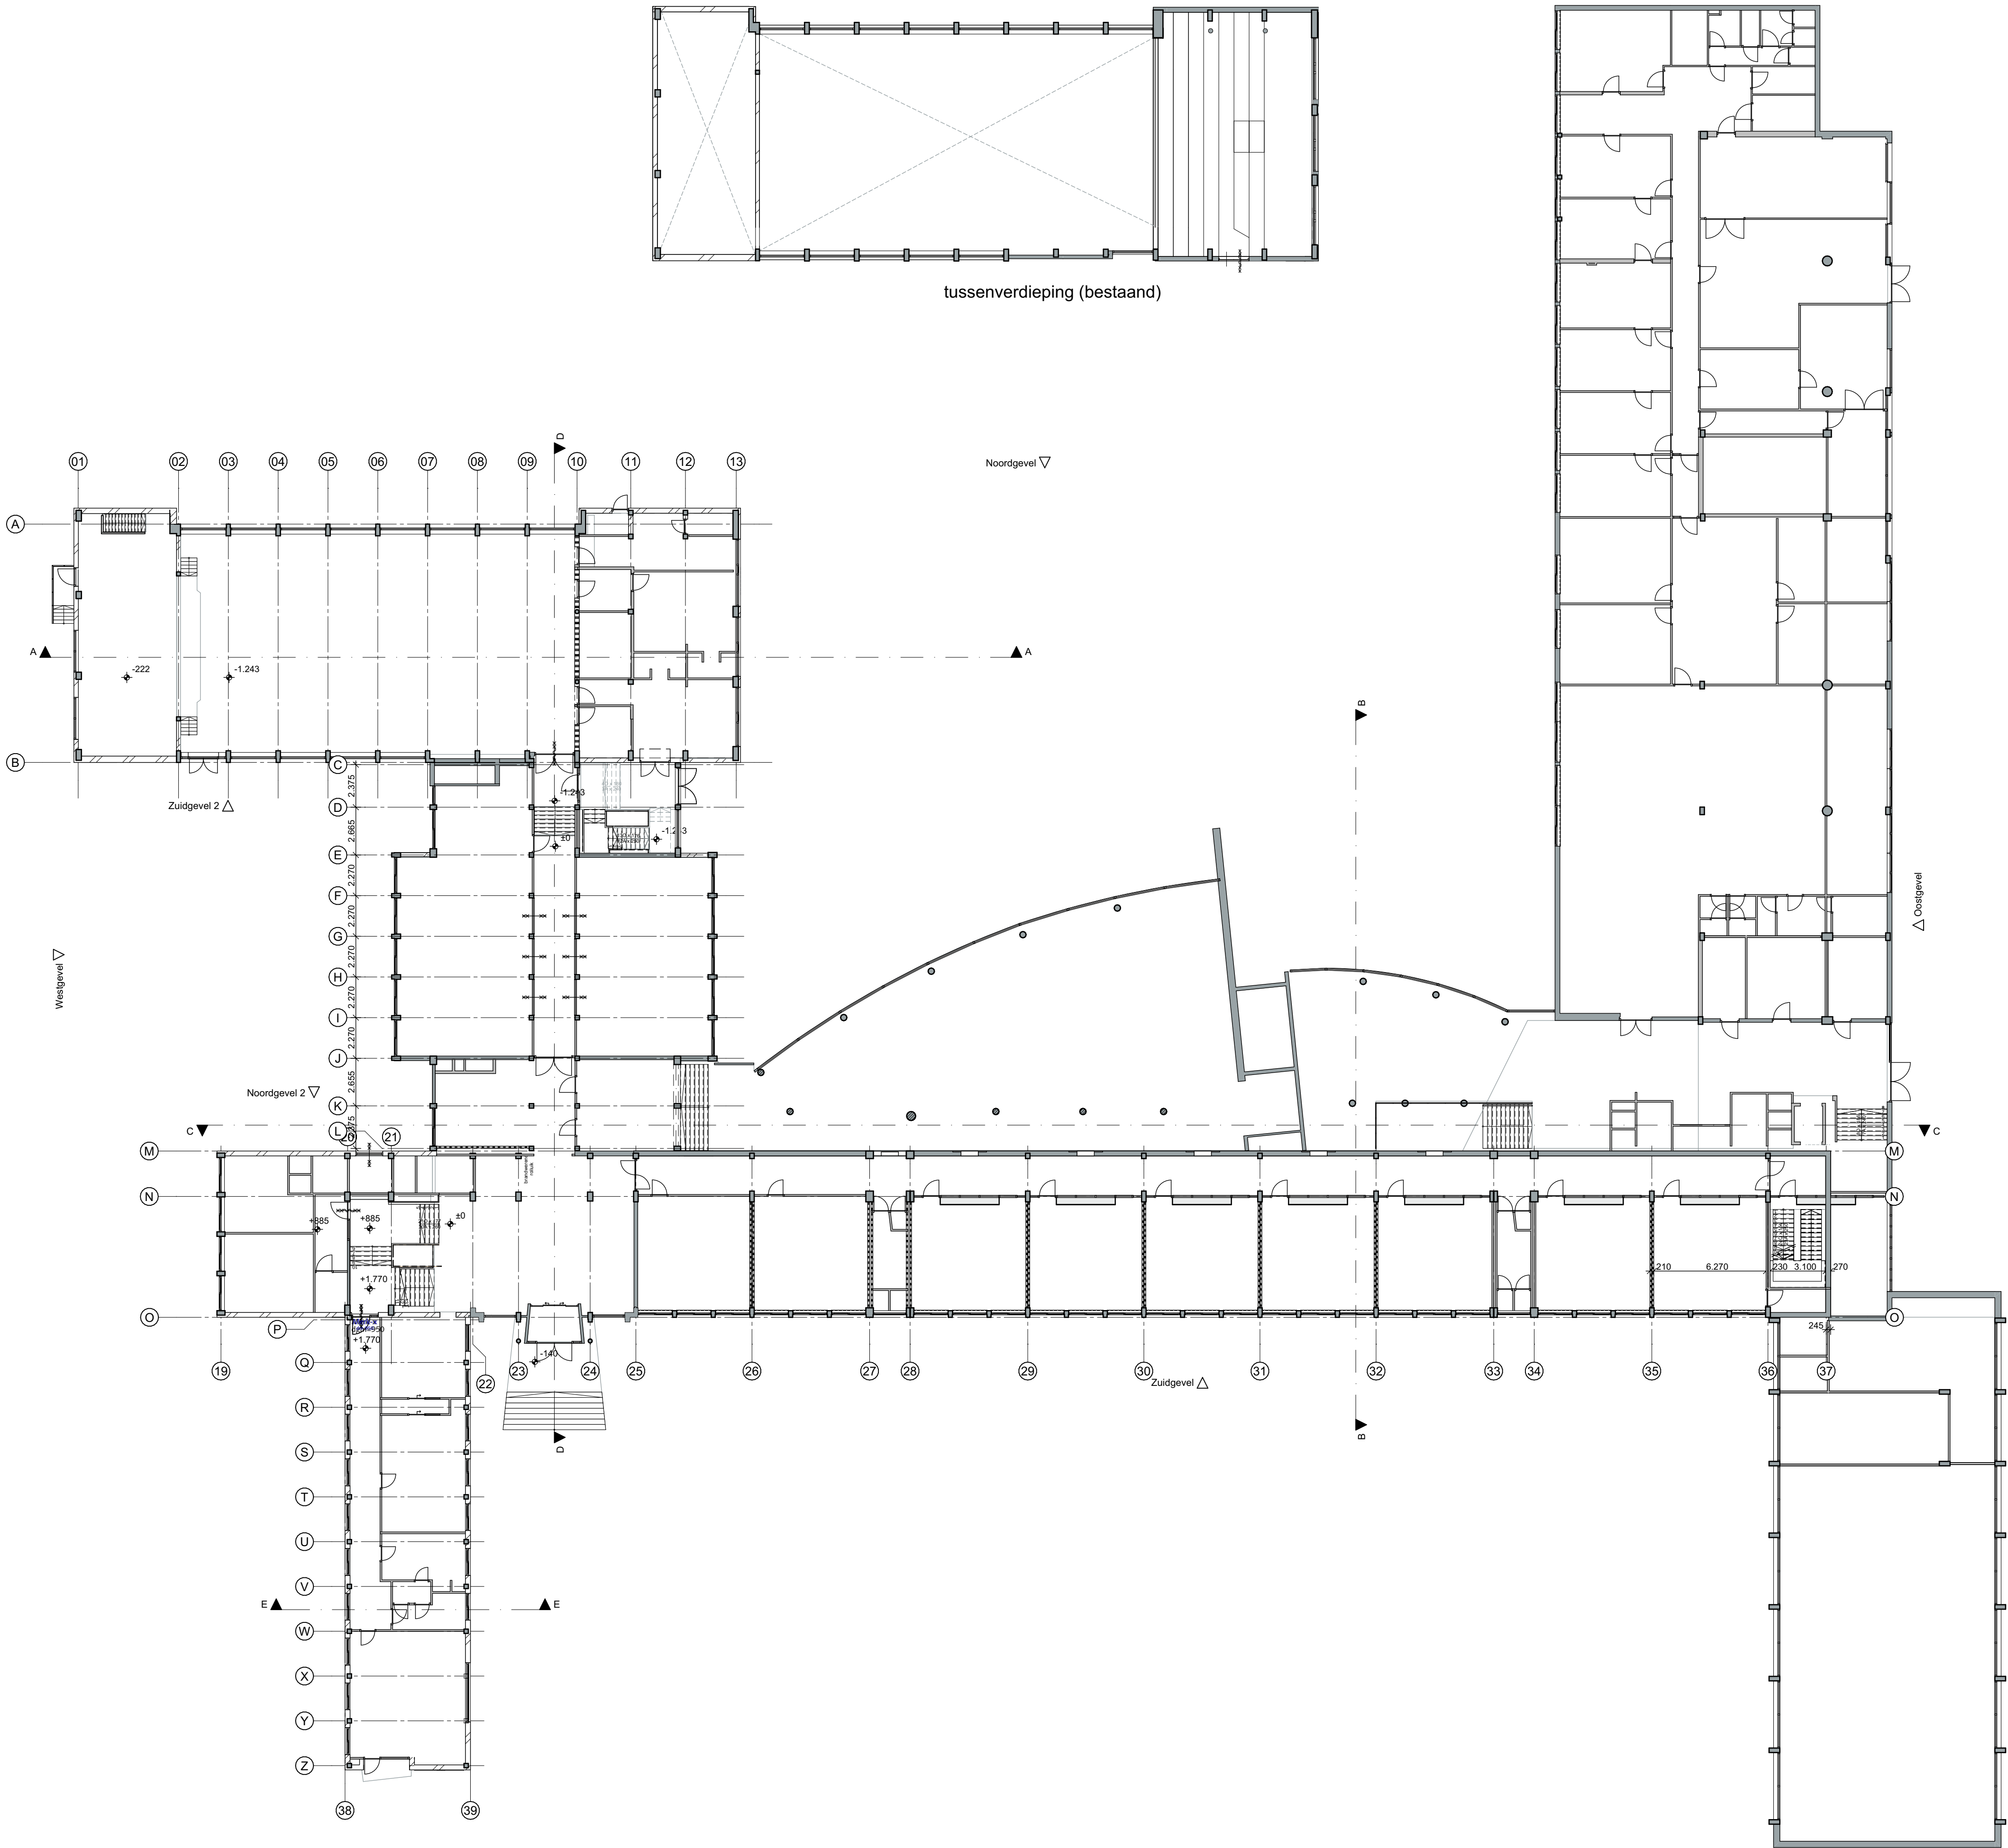 tussenverdieping (bestaand)
D
01 02 03 04 05 06 07 08 09 10 11 12 13
Noordgevel
A
A A
-222 -1.243
B
B
Zuidgevel 2
C
2.375
-1.243
D
2.665
±0
E
2.270
F
2.270
G
2.270
H
2.270
I
2.270
J
2.655
K
L
Westgevel
Oostgevel
Noordgevel 2
C C
20 21
M M
N N
+885 +885 ±0
+1.770
210 6.270 230 3.100 270
O O
P
+1.770
-140
245
Q
19 22 23 24 25 26 27 28 29 30 31 32 33 34 35 36 37
Zuidgevel
R
D B
S
T
U
V
E E
W
X
Y
Z
38 39